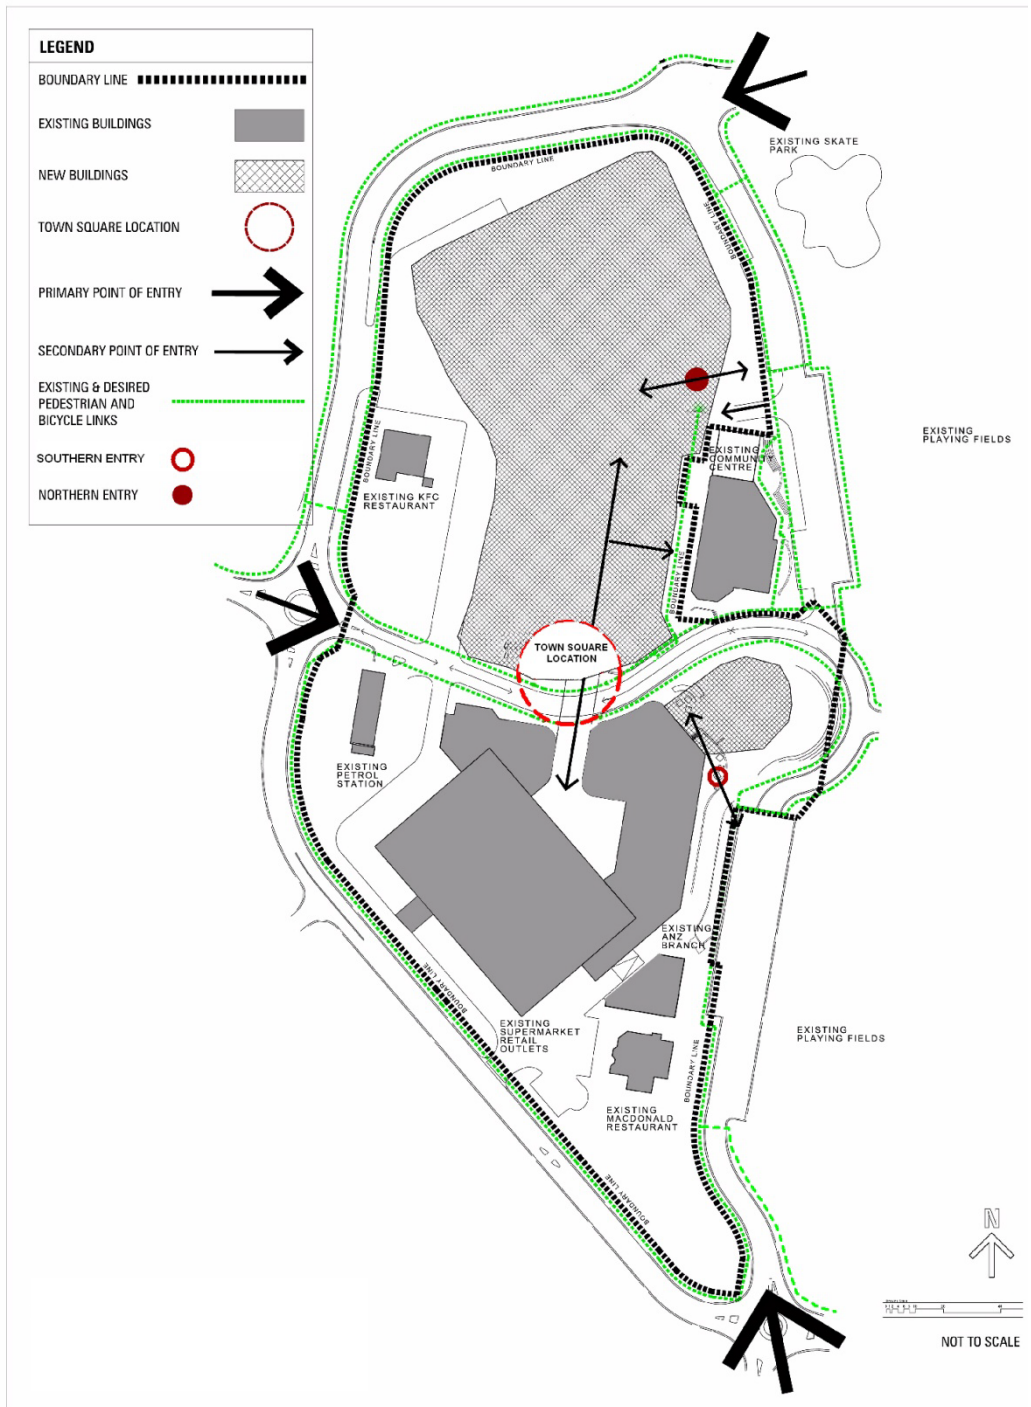 LEGEND
BOUNDARY LINE
EXISTING BUILDINGS
NEW BUILDINGS
TOWN SQUARE LOCATION
PRIMARY POINT OF ENTRY
SECONDARY POINT OF ENTRY
EXISTING & DESIRED
PEDESTRIAN AND
BICYCLE LINKS
SOUTHERN ENTRY
NORTHERN ENTRY
EXISTING SKATE
PARK
BOUNDARY LINE
BOUNDARY LINE
EXISTING
PLAYING FIELDS
BOUNDARY LINE
EXISTING
COMMUNITY
CENTRE
EXISTING KFC
RESTAURANT
BOUNDARY LINE
TOWN SQUARE
LOCATION
EXISTING
PETROL
STATION
EXISTING
ANZ
BRANCH
BOUNDARY LINE
EXISTING
SUPERMARKET
RETAIL
OUTLETS
EXISTING
PLAYING FIELDS
BOUNDARY LINE
EXISTING
MACDONALD
RESTAURANT
BOUNDARY LINE
N
NOT TO SCALE